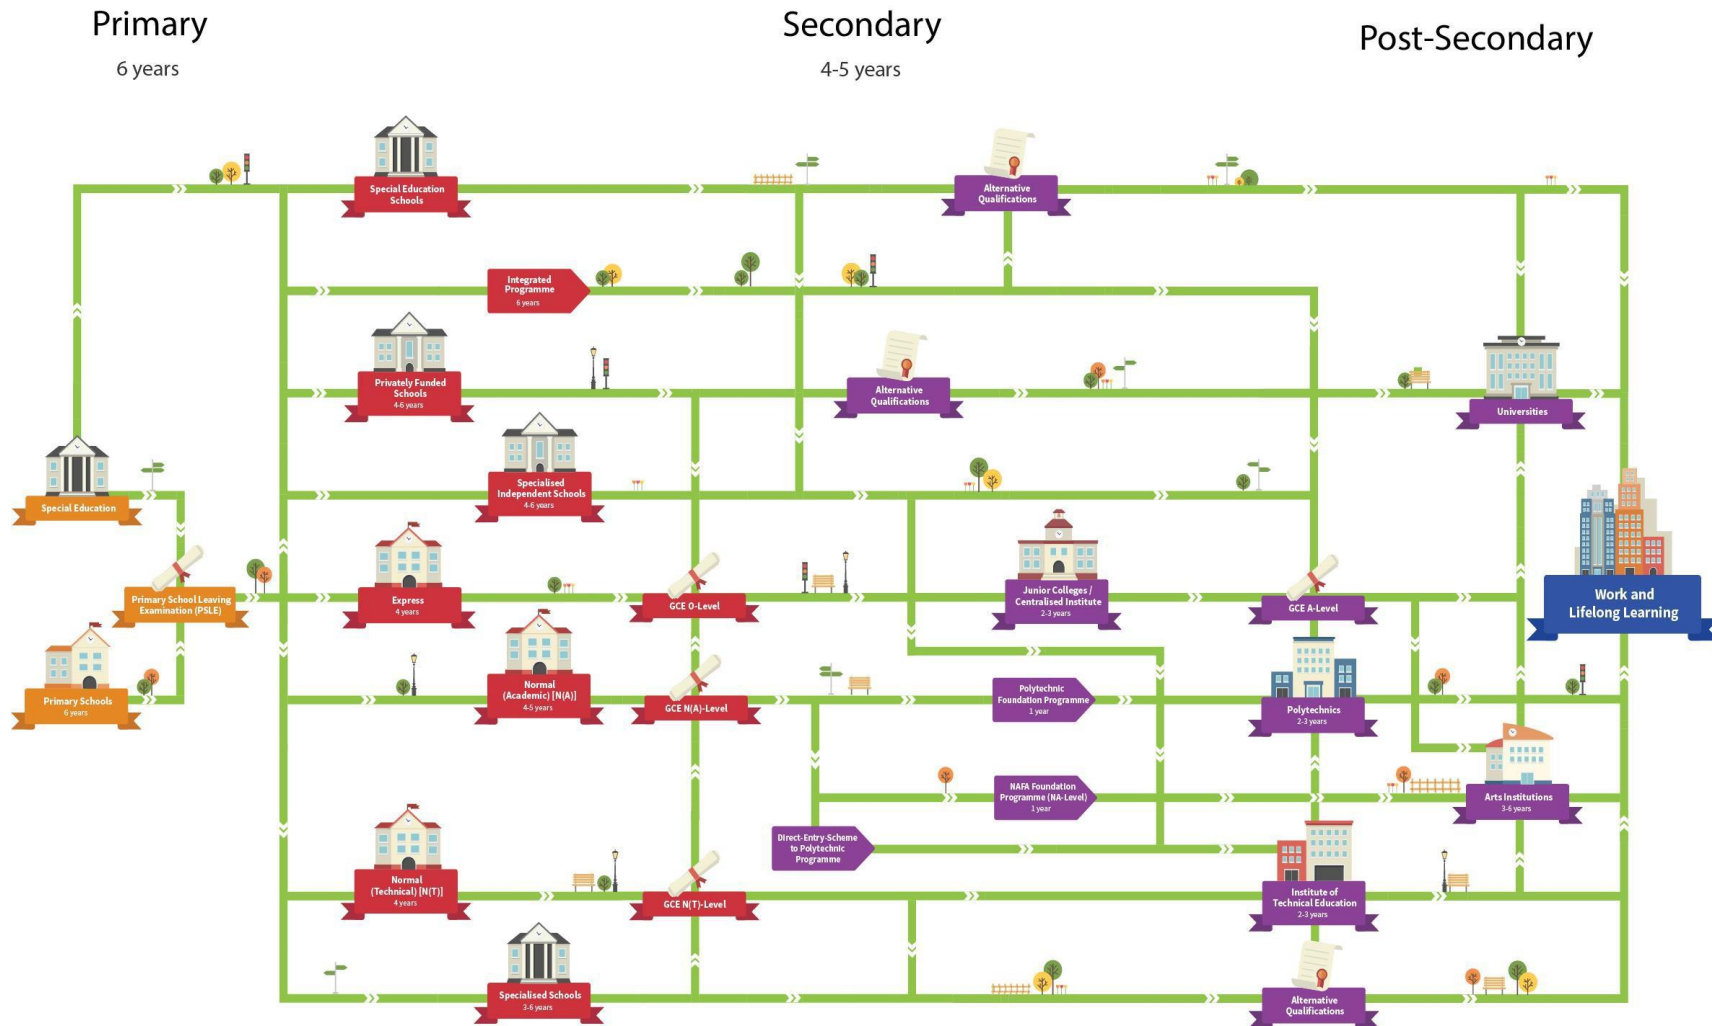 Primary
6 years
Secondary
4-5 years
Post-Secondary
Special Education
Schools
Alternative
Qualifications
Integrated
Programme
6 years
Privately Funded
Schools
4-6 years
Alternative
Qualifications
Universities
Special Education
Specialised
Independent Schools
4-6 years
Primary School Leaving
Examination (PSLE)
Express
4 years
GCE O-Level
Junior Colleges /
Centralised Institute
2-3 years
GCE A-Level
Work and
Lifelong Learning
Primary Schools
6 years
Normal
(Academic) [N(A)]
4-5 years
GCE N(A)-Level
Polytechnic
Foundation Programme
1 year
Polytechnics
2-3 years
NAFA Foundation
Programme (NA-Level)
1 year
Arts Institutions
3-6 years
Direct-Entry-Scheme
to Polytechnic
Programme
Normal
(Technical) [N(T)]
4 years
GCE N(T)-Level
Institute of
Technical Education
2-3 years
Specialised Schools
3-6 years
Alternative
Qualifications